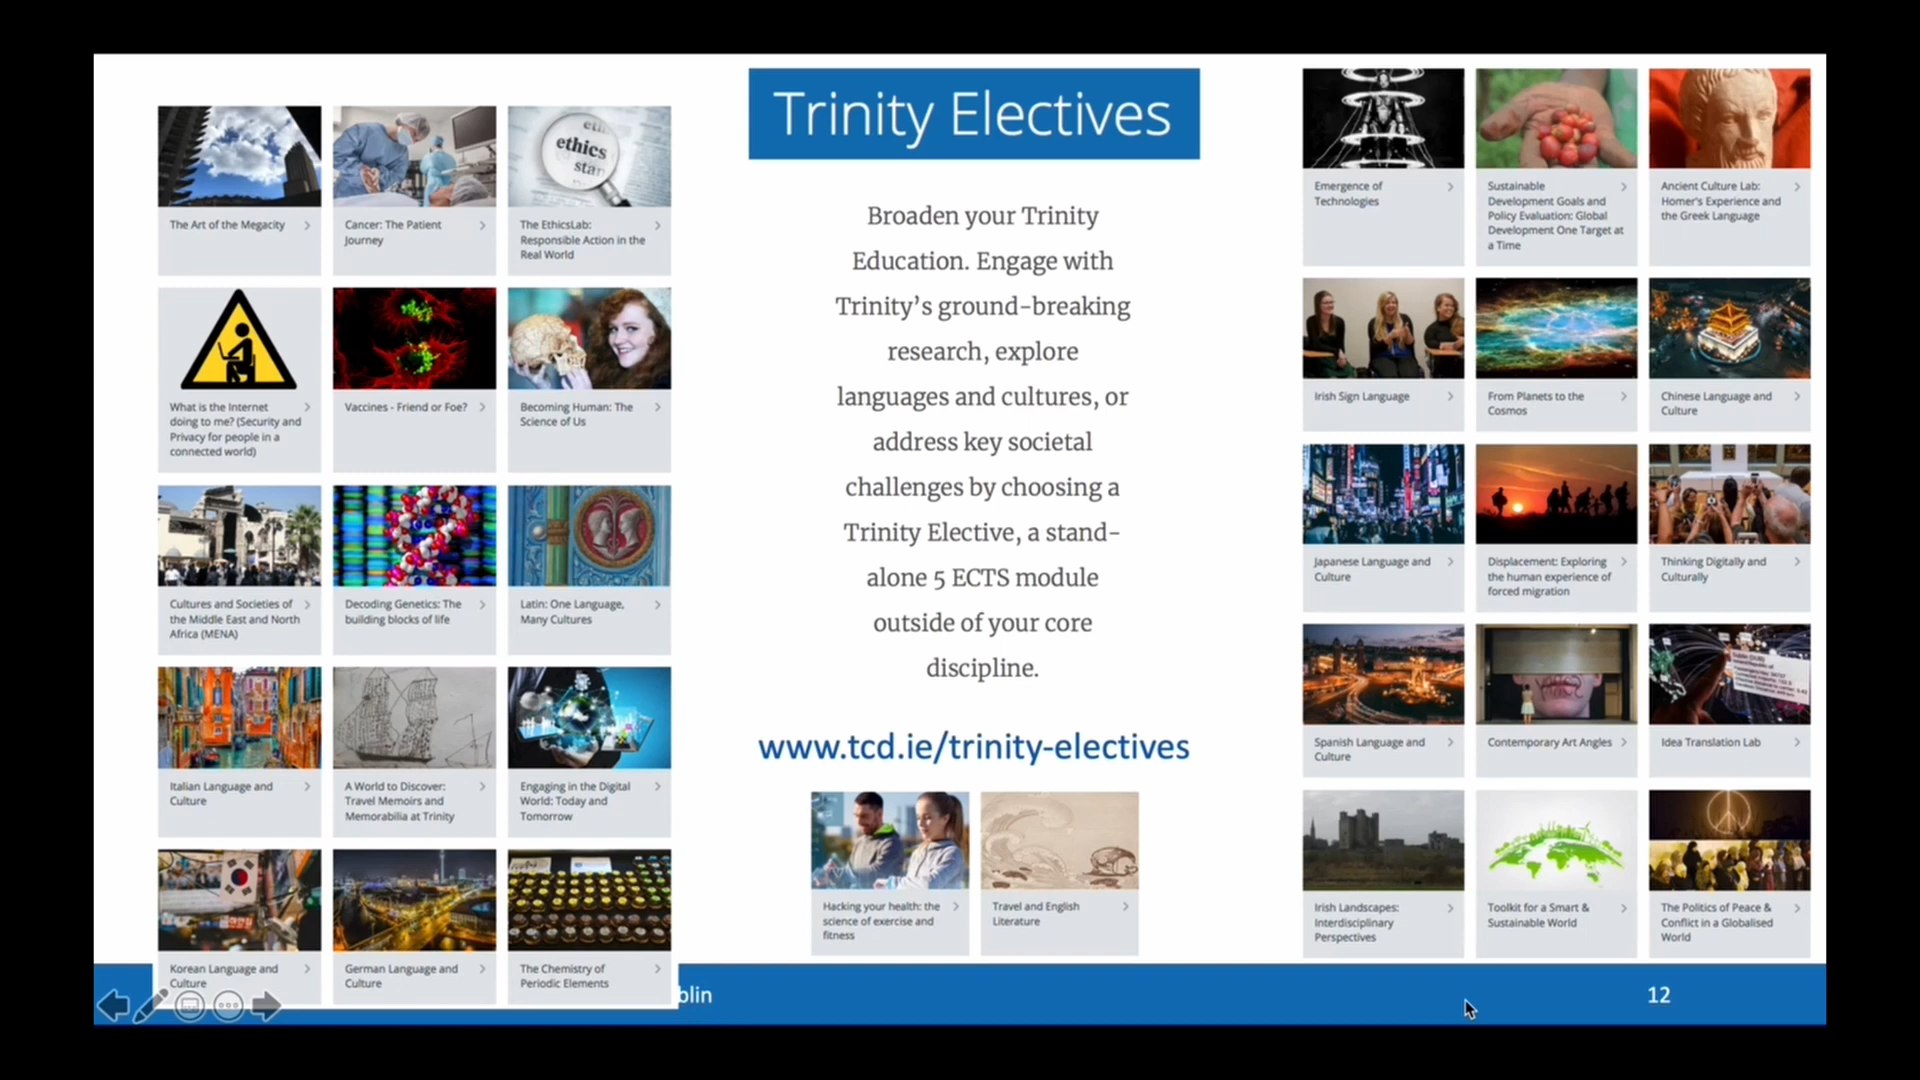 The Art of the Megacity
Cancer: The Patient
Journey
ethics
stan
The EthicsLab:
Responsible Action in the
Real World
What is the Internet
doing to me? (Security and
Privacy for people in a
connected world)
Vaccines - Friend or Foe?
Becoming Human: The
Science of Us
Cultures and Societies of
the Middle East and North
Africa (MENA)
Decoding Genetics: The
building blocks of life
Latin: One Language,
Many Cultures
Italian Language and
Culture
A World to Discover:
Travel Memoirs and
Memorabilia at Trinity
Engaging in the Digital
World: Today and
Tomorrow
Korean Language and
Culture
German Language and
Culture
The Chemistry of
Periodic Elements
Trinity Electives
Broaden your Trinity
Education. Engage with
Trinity’s ground-breaking
research, explore
languages and cultures, or
address key societal
challenges by choosing a
Trinity Elective, a stand-
alone 5 ECTS module
outside of your core
discipline.
www.tcd.ie/trinity-electives
Hacking your health: the
science of exercise and
fitness
Travel and English
Literature
Emergence of
Technologies
Sustainable
Development Goals and
Policy Evaluation: Global
Development One Target at
a Time
Ancient Culture Lab:
Homer's Experience and
the Greek Language
Irish Sign Language
From Planets to the
Cosmos
Chinese Language and
Culture
Japanese Language and
Culture
Displacement: Exploring
the human experience of
forced migration
Thinking Digitally and
Culturally
Spanish Language and
Culture
Contemporary Art Angles
Idea Translation Lab
Irish Landscapes:
Interdisciplinary
Perspectives
Toolkit for a Smart &
Sustainable World
The Politics of Peace &
Conflict in a Globalised
World
blin
12